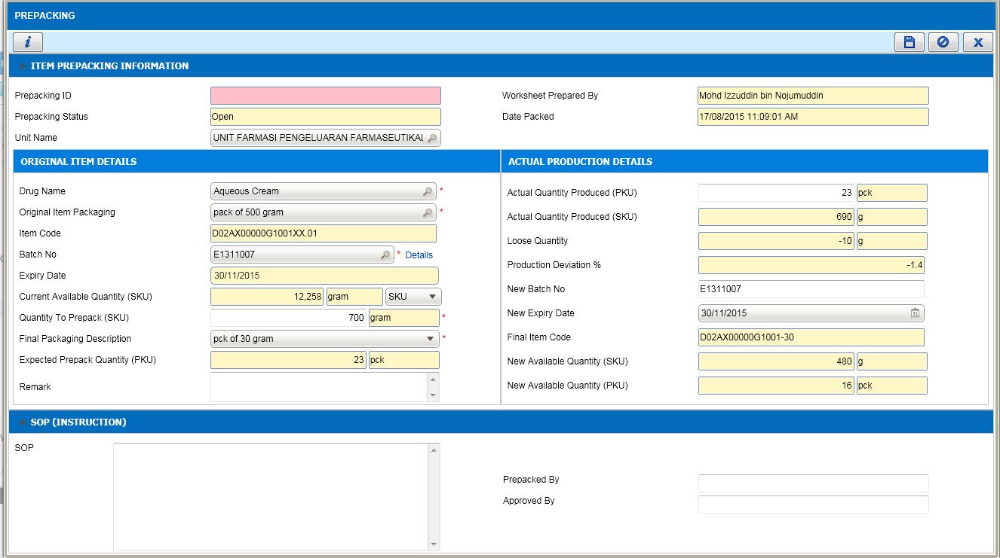 PREPACKING
i
X
+ ITEM PREPACKING INFORMATION
Prepacking ID
Worksheet Prepared By Mohd Izzuddin bin Nojumuddin
Prepacking Status Open
Date Packed 17/08/2015 11:09:01 AM
Unit Name UNIT FARMASI PENGELUARAN FARMASEUTIKAL
ORIGINAL ITEM DETAILS
Drug Name Aqueous Cream *
Original Item Packaging pack of 500 gram *
Item Code D02AX00000G1001XX.01
Batch No E1311007 * Details
Expiry Date 30/11/2015
Current Available Quantity (SKU) 12,258 gram SKU
Quantity To Prepack (SKU) 700 gram *
Final Packaging Description pck of 30 gram *
Expected Prepack Quantity (PKU) 23 pck
Remark
ACTUAL PRODUCTION DETAILS
Actual Quantity Produced (PKU) 23 pck
Actual Quantity Produced (SKU) 690 g
Loose Quantity -10 g
Production Deviation % -1.4
New Batch No E1311007
New Expiry Date 30/11/2015 31
Final Item Code D02AX00000G1001-30
New Available Quantity (SKU) 480 g
New Available Quantity (PKU) 16 pck
+ SOP (INSTRUCTION)
SOP
Prepacked By
Approved By